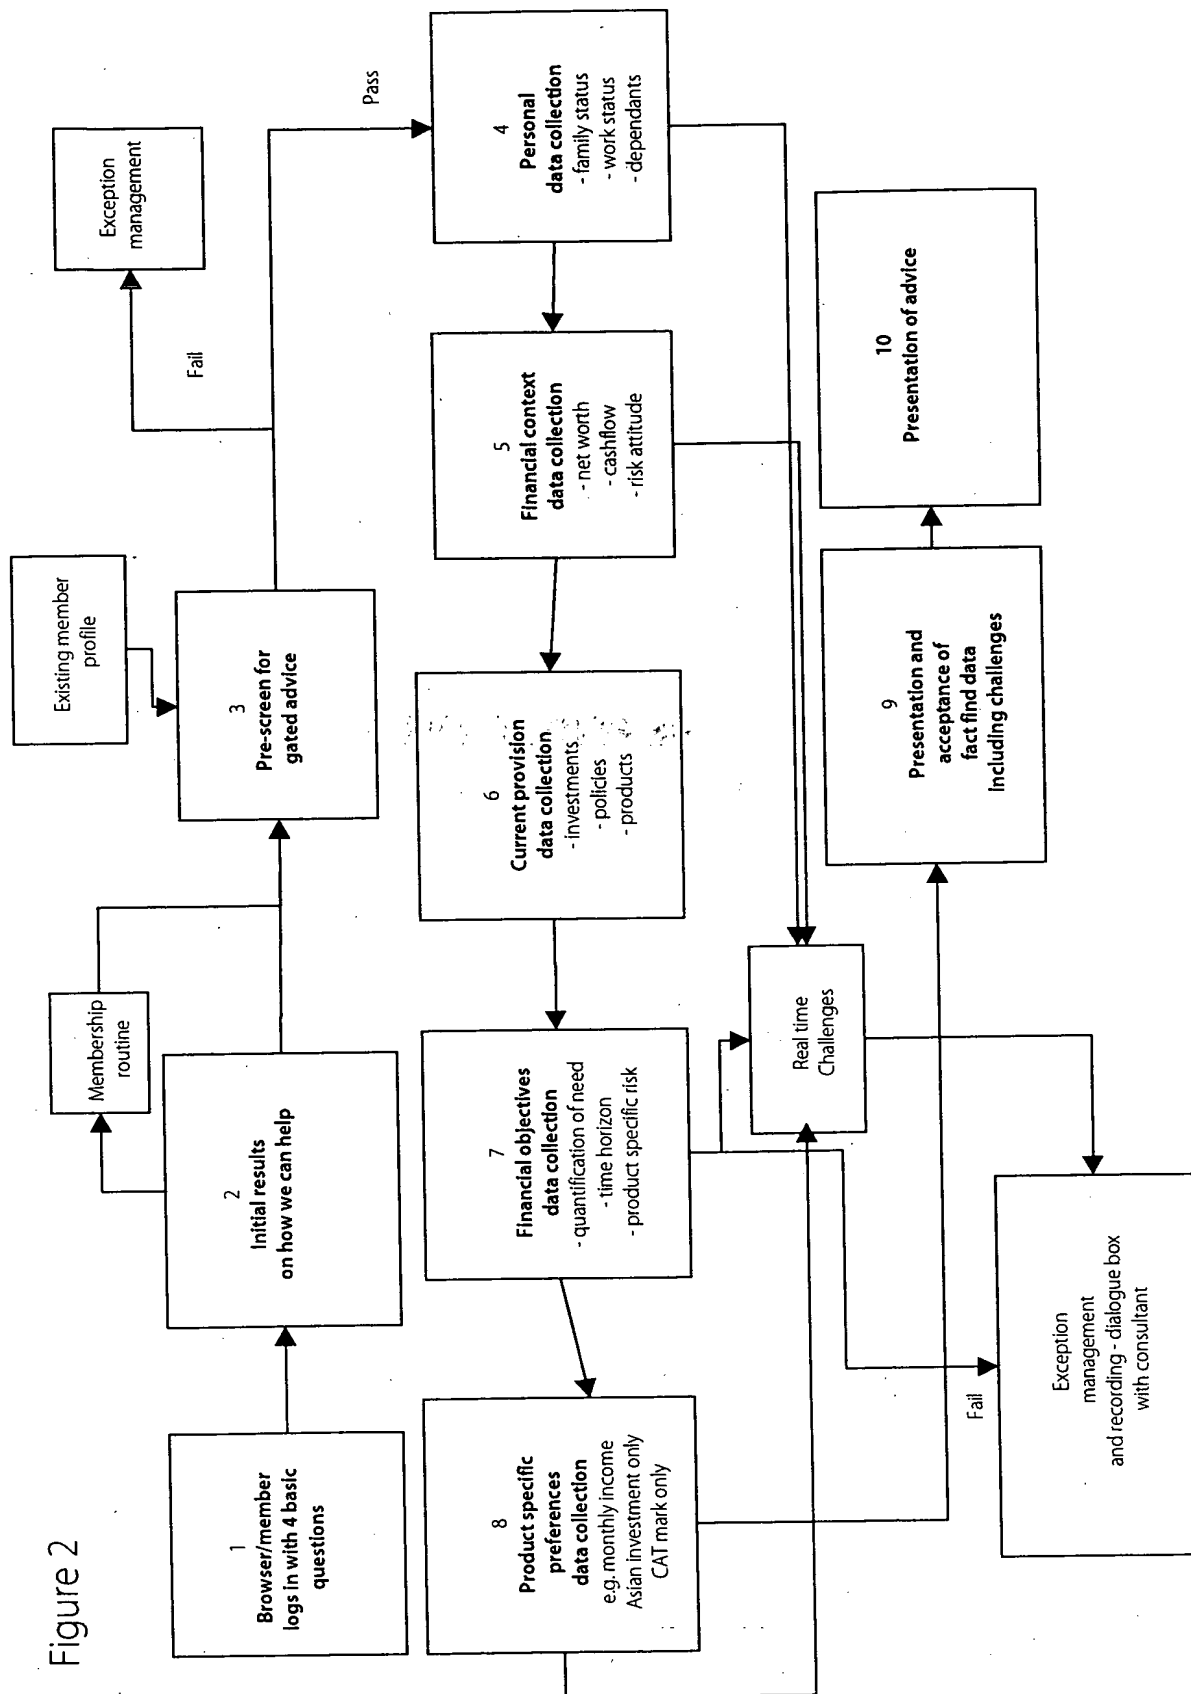 Figure 2
1
Browser/member
logs in with 4 basic
questions
2
Initial results
on how we can help
Membership
routine
3
Pre-screen for
gated advice
Existing member
profile
Fail
Exception
management
Pass
4
Personal
data collection
- family status
- work status
- dependants
5
Financial context
data collection
- net worth
- cashflow
- risk attitude
6
Current provision
data collection
- investments
- policies
- products
7
Financial objectives
data collection
- quantification of need
- time horizon
- product specific risk
8
Product specific
preferences
data collection
e.g. monthly income
Asian investment only
CAT mark only
Real time
Challenges
Fail
Exception
management
and recording - dialogue box
with consultant
9
Presentation and
acceptance of
fact find data
Including challenges
10
Presentation of advice